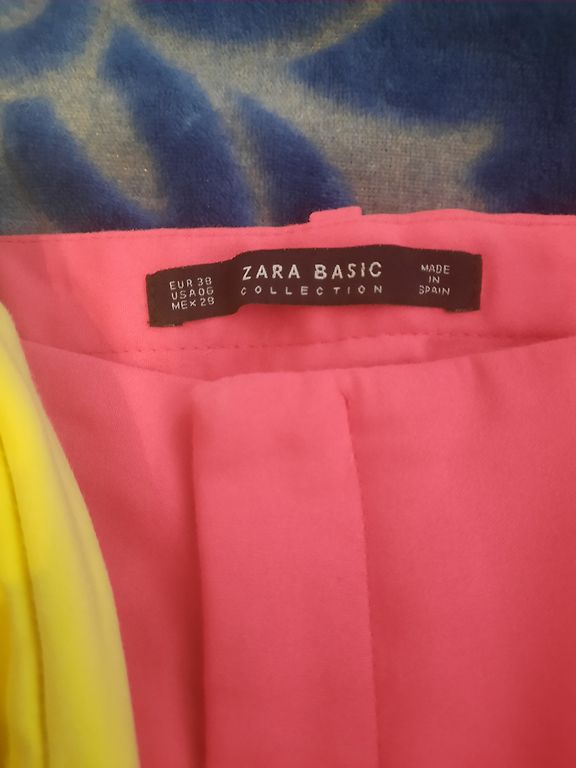 EUR 38
USA 06
MEX 28
ZARA BASIC
COLLECTION
MADE
IN
SPAIN